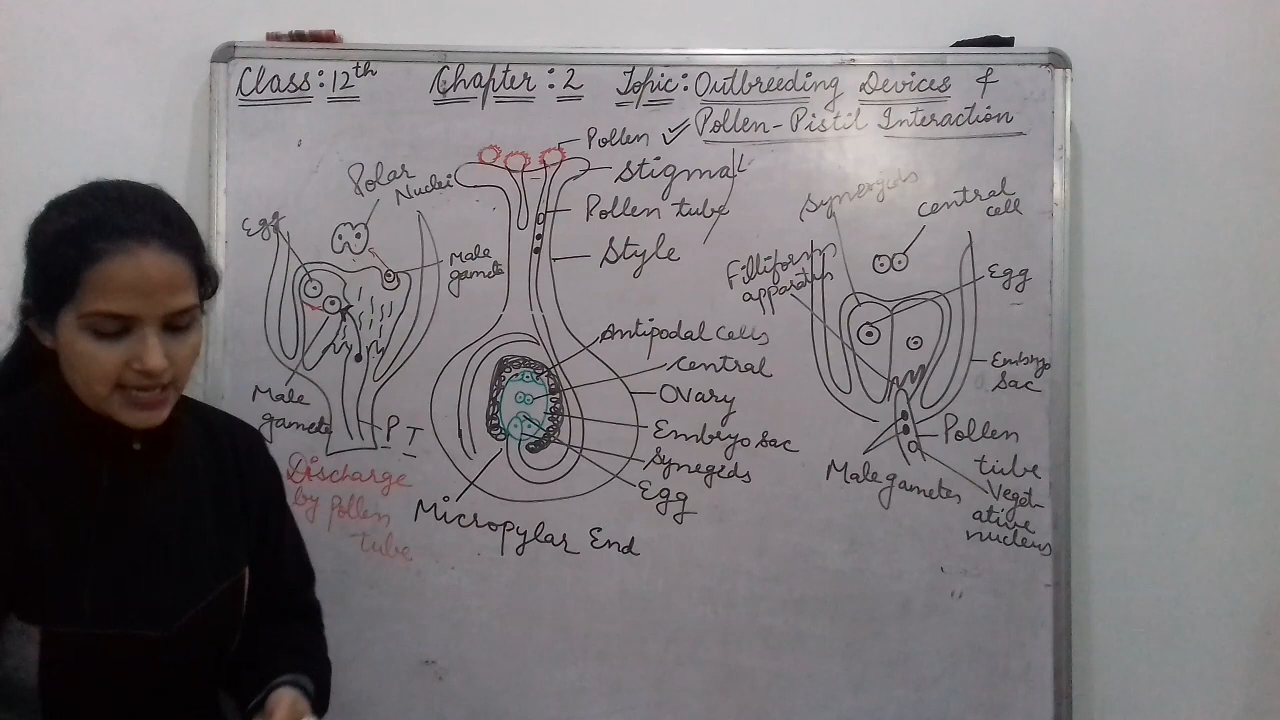 Class: 12th Chapter: 2 Topic: Outbreeding Devices &
Pollen-Pistil Interaction
Polar
Nuclei
Egg
Male
gamete
Male
gamete
P T
Discharge
by pollen
tube
Pollen
Stigma
Pollen tube
Style
Antipodal cells
Central
Ovary
Embryo sac
Synegids
Egg
Micropylar End
Synergids
central
cell
Filliform
apparatus
Egg
Embryo
Sac
Pollen
tube
Male gametes
Veget-
ative
nucleus